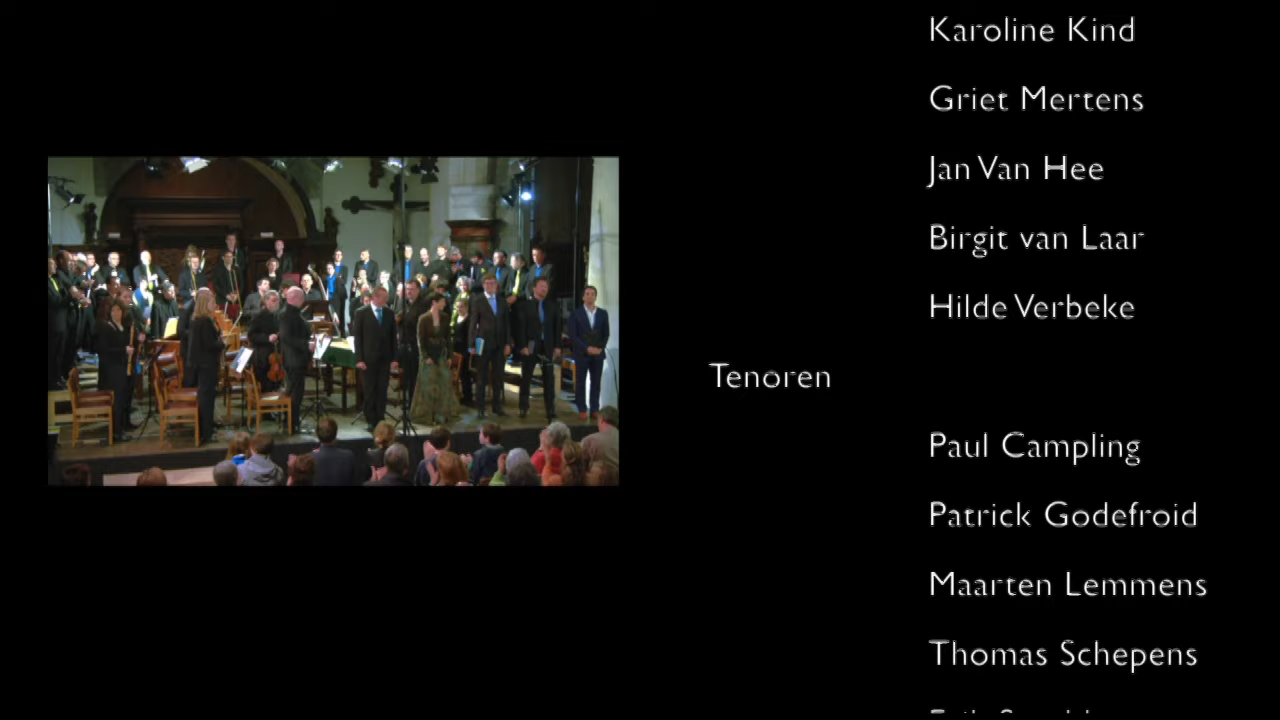 Karoline Kind
Griet Mertens
Jan Van Hee
Birgit van Laar
Hilde Verbeke
Tenoren
Paul Campling
Patrick Godefroid
Maarten Lemmens
Thomas Schepens